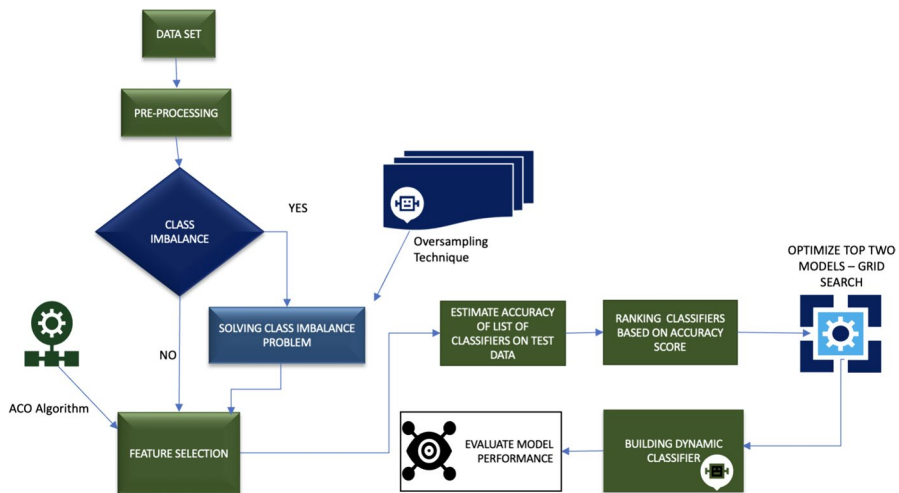 DATA SET
PRE-PROCESSING
CLASS
IMBALANCE
YES
NO
Oversampling
Technique
SOLVING CLASS IMBALANCE
PROBLEM
ACO Algorithm
FEATURE SELECTION
ESTIMATE ACCURACY
OF LIST OF
CLASSIFIERS ON TEST
DATA
RANKING CLASSIFIERS
BASED ON ACCURACY
SCORE
OPTIMIZE TOP TWO
MODELS – GRID
SEARCH
BUILDING DYNAMIC
CLASSIFIER
EVALUATE MODEL
PERFORMANCE